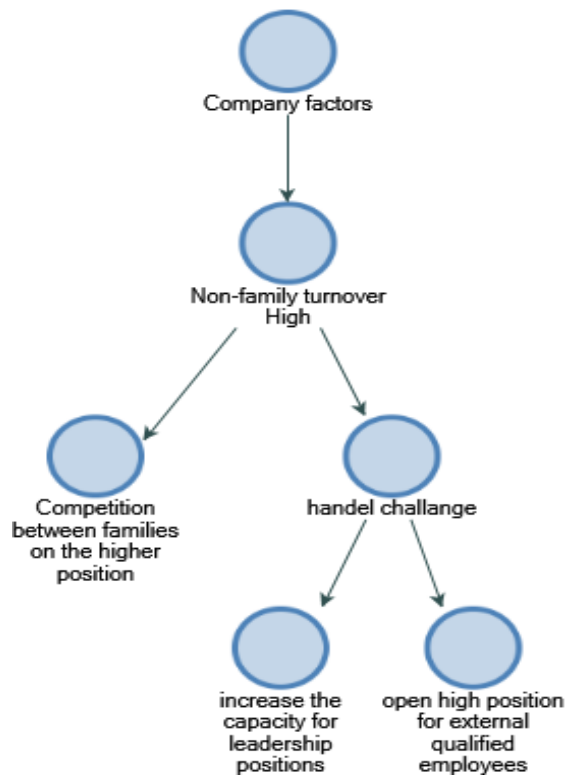 Company factors
Non-family turnover
High
Competition
between families
on the higher
position
handel challange
increase the
capacity for
leadership
positions
open high position
for external
qualified
employees